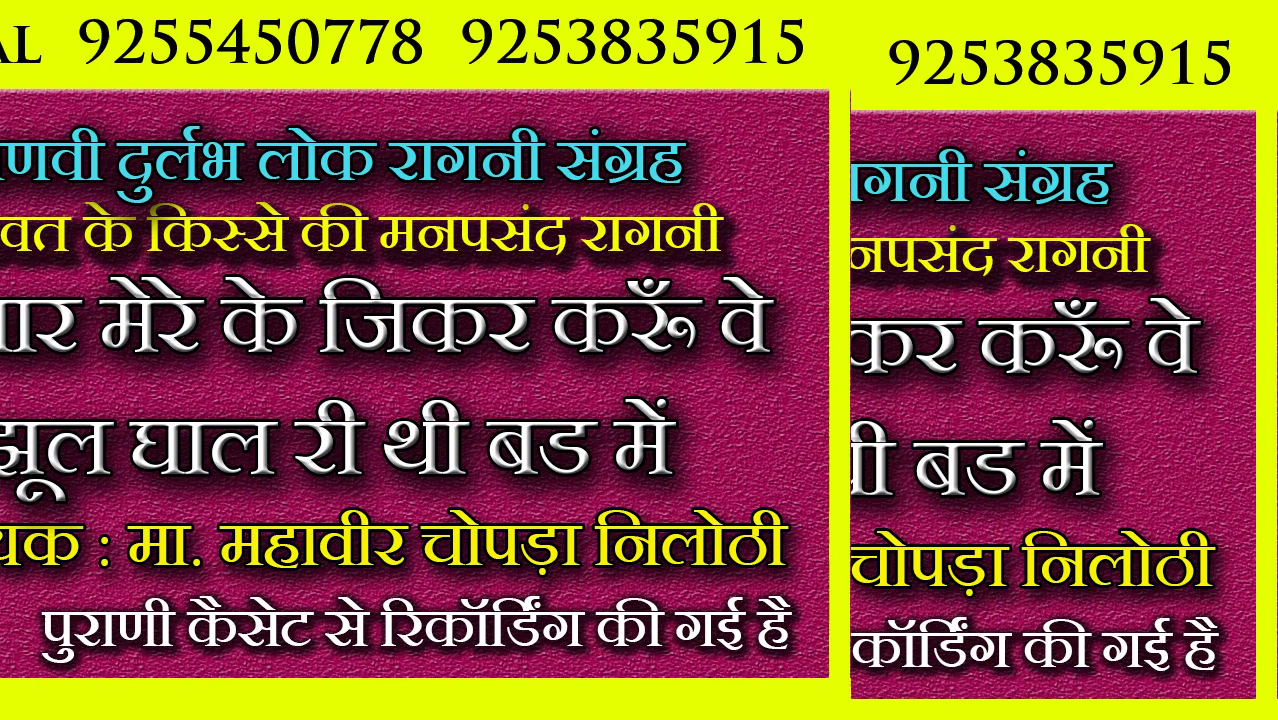 AL 9255450778 9253835915
णवी दुर्लभ लोक रागनी संग्रह
वत के किस्से की मनपसंद रागनी
ार मेरे के जिकर करूँ वे
झूल घाल री थी बड में
यक : मा. महावीर चोपड़ा निलोठी
पुराणी कैसेट से रिकॉर्डिंग की गई है
9253835915
ागनी संग्रह
नपसंद रागनी
कर करूँ वे
ी बड में
चोपड़ा निलोठी
कॉर्डिंग की गई है